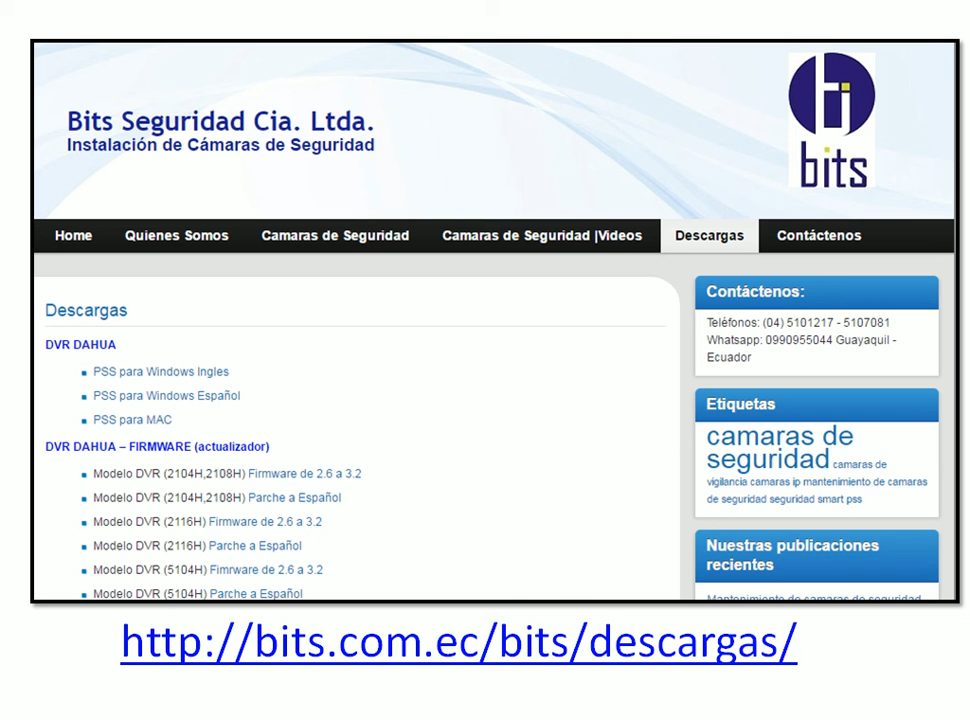 Bits Seguridad Cia. Ltda.
Instalación de Cámaras de Seguridad
bits
Home Quienes Somos Camaras de Seguridad Camaras de Seguridad |Videos Descargas Contáctenos
Descargas
DVR DAHUA
PSS para Windows Ingles
PSS para Windows Español
PSS para MAC
DVR DAHUA – FIRMWARE (actualizador)
Modelo DVR (2104H,2108H) Firmware de 2.6 a 3.2
Modelo DVR (2104H,2108H) Parche a Español
Modelo DVR (2116H) Firmware de 2.6 a 3.2
Modelo DVR (2116H) Parche a Español
Modelo DVR (5104H) Fimrware de 2.6 a 3.2
Modelo DVR (5104H) Parche a Español
Contáctenos:
Teléfonos: (04) 5101217 - 5107081
Whatsapp: 0990955044 Guayaquil -
Ecuador
Etiquetas
camaras de
seguridad camaras de
vigilancia camaras ip mantenimiento de camaras
de seguridad seguridad smart pss
Nuestras publicaciones
recientes
Mantenimiento de camaras de seguridad
http://bits.com.ec/bits/descargas/